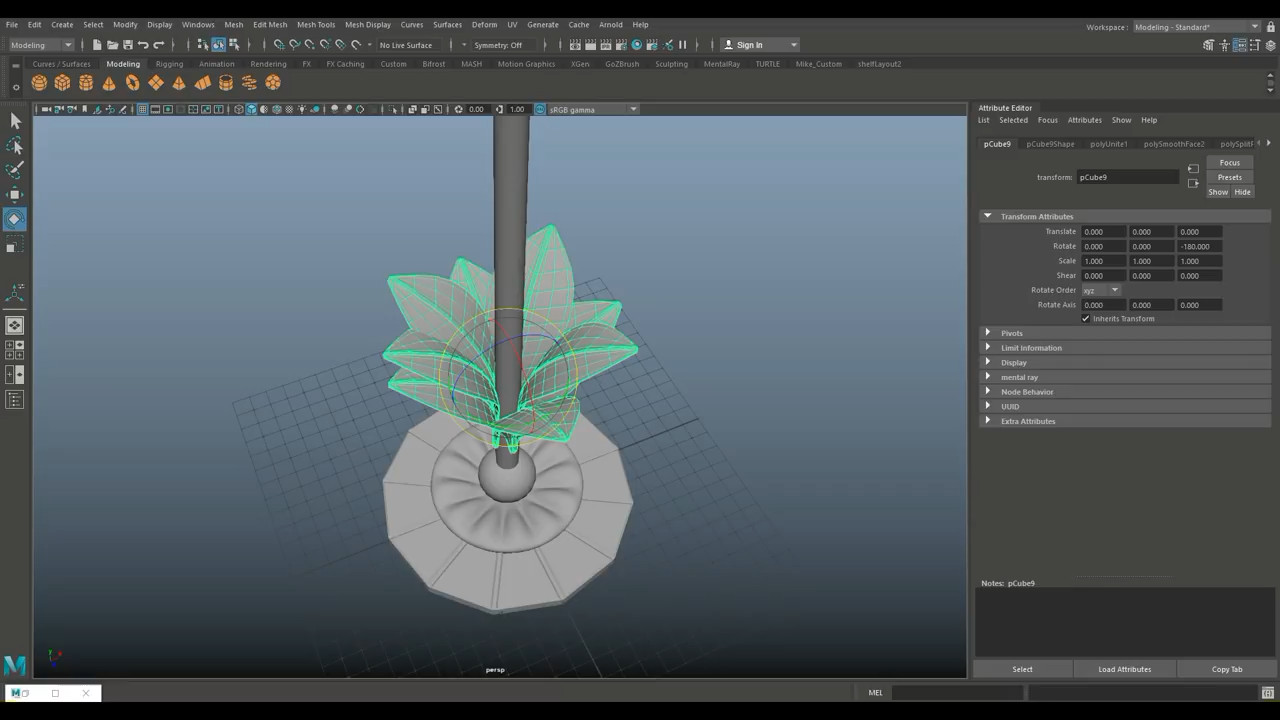 File Edit Create Select Modify Display Windows Mesh Edit Mesh Mesh Tools Mesh Display Curves Surfaces Deform UV Generate Cache Arnold Help
Workspace : Modeling - Standard*
Modeling No Live Surface Symmetry: Off Sign In
Curves / Surfaces Modeling Rigging Animation Rendering FX FX Caching Custom Bifrost MASH Motion Graphics XGen GoZBrush Sculpting MentalRay TURTLE Mike_Custom shelfLayout2
0.00 1.00 sRGB gamma
Attribute Editor
List Selected Focus Attributes Show Help
pCube9 pCube9Shape polyUnite1 polySmoothFace2 polySplitR
Focus
transform: pCube9 Presets
Show Hide
Transform Attributes
Translate 0.000 0.000 0.000
Rotate 0.000 0.000 -180.000
Scale 1.000 1.000 1.000
Shear 0.000 0.000 0.000
Rotate Order xyz
Rotate Axis 0.000 0.000 0.000
Inherits Transform
Pivots
Limit Information
Display
mental ray
Node Behavior
UUID
Extra Attributes
Notes: pCube9
persp
Select Load Attributes Copy Tab
MEL